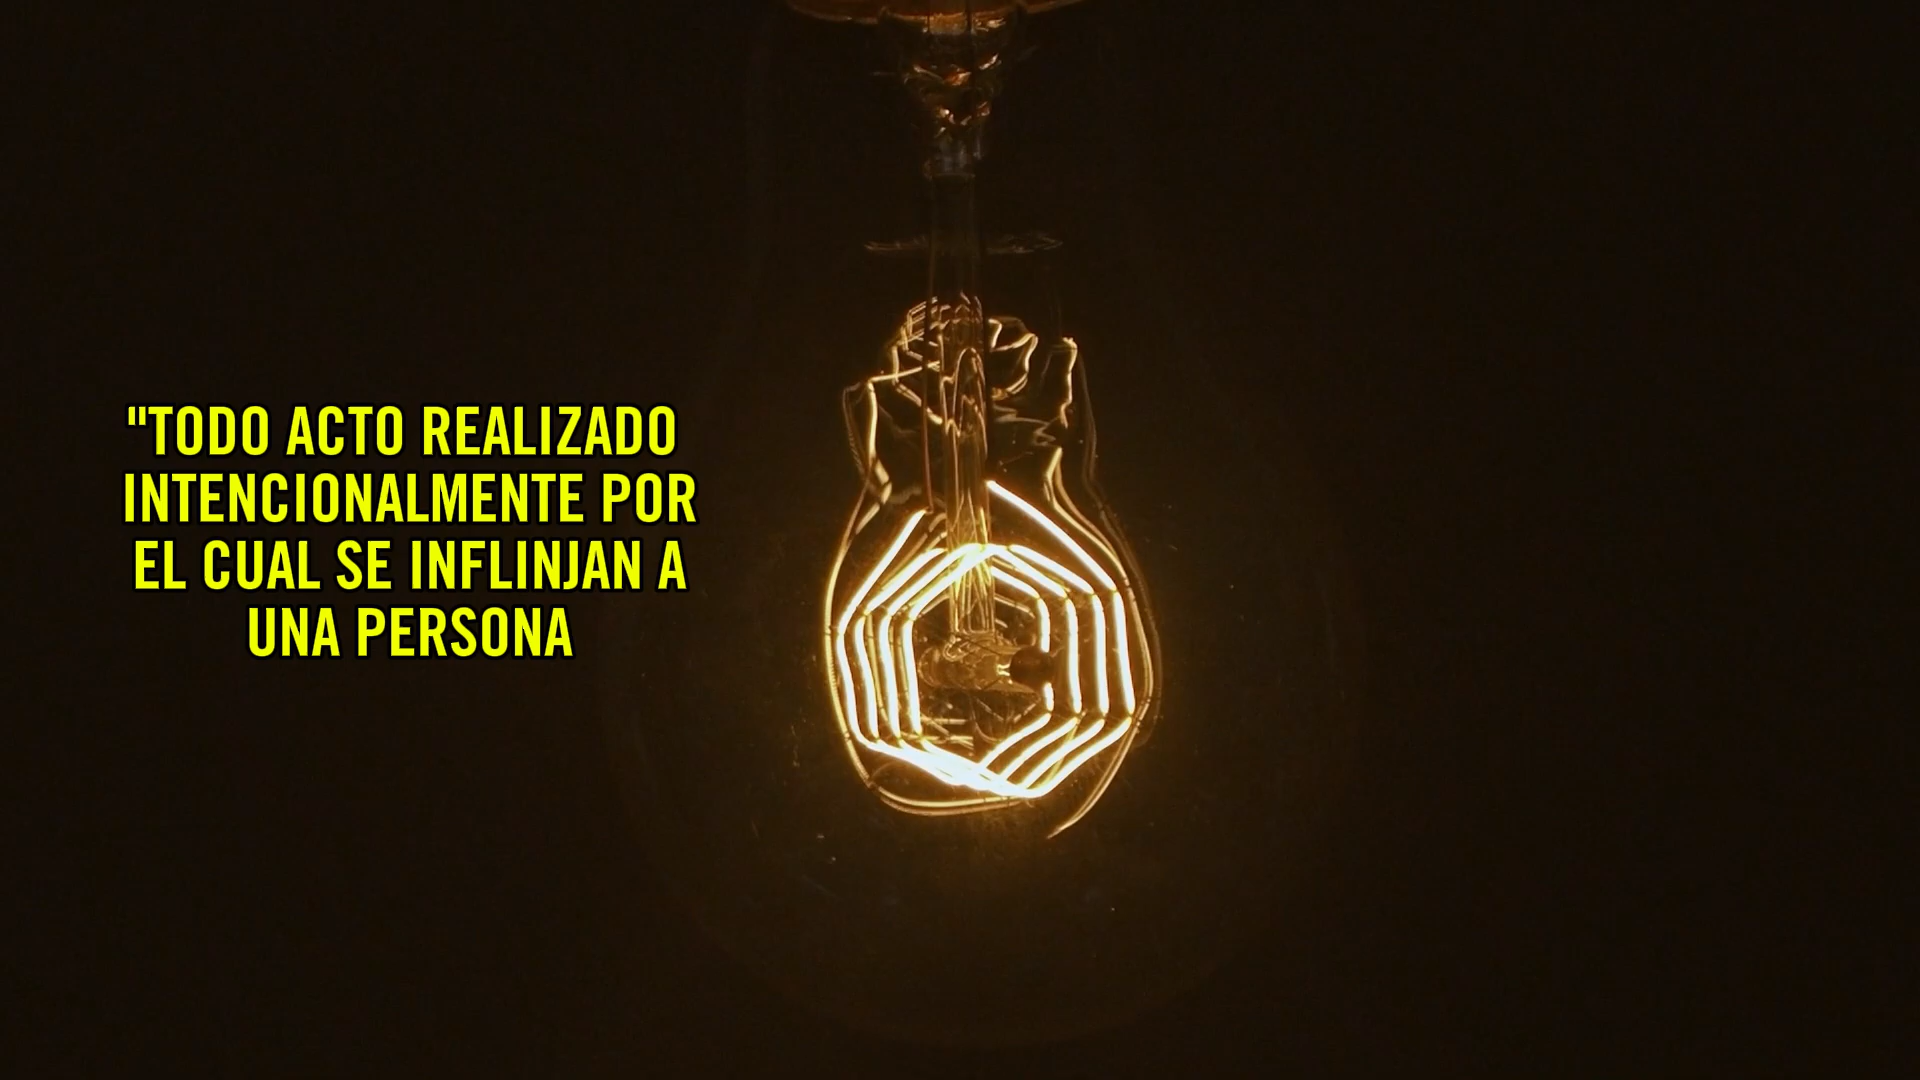 "TODO ACTO REALIZADO
INTENCIONALMENTE POR
EL CUAL SE INFLINJAN A
UNA PERSONA